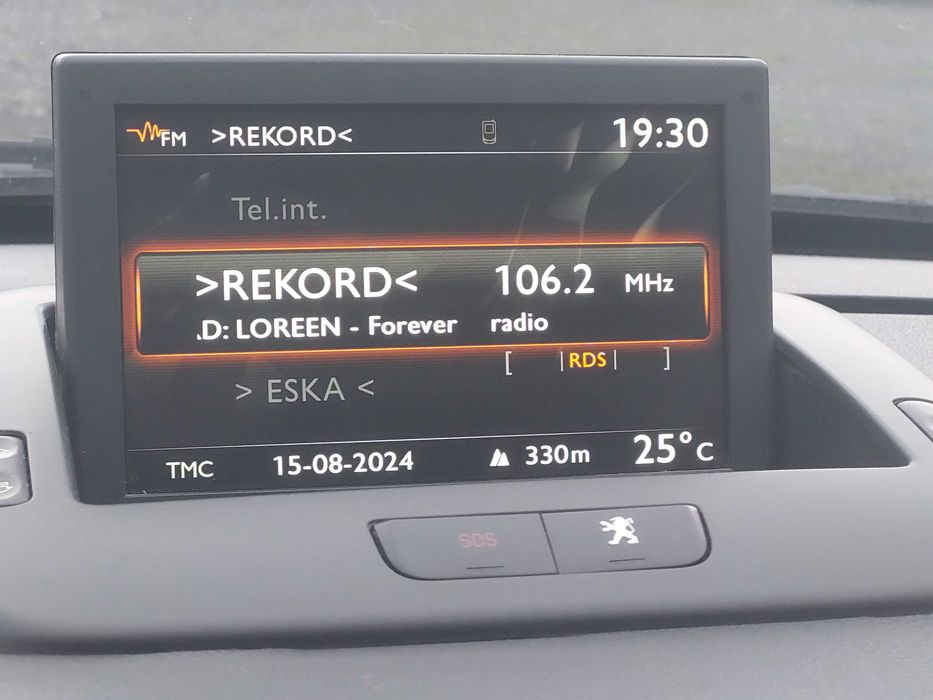 FM >REKORD< 19:30
Tel.int.
>REKORD< 106.2 MHz
.D: LOREEN - Forever radio
[ |RDS| ]
> ESKA <
TMC 15-08-2024 330m 25°C
SOS